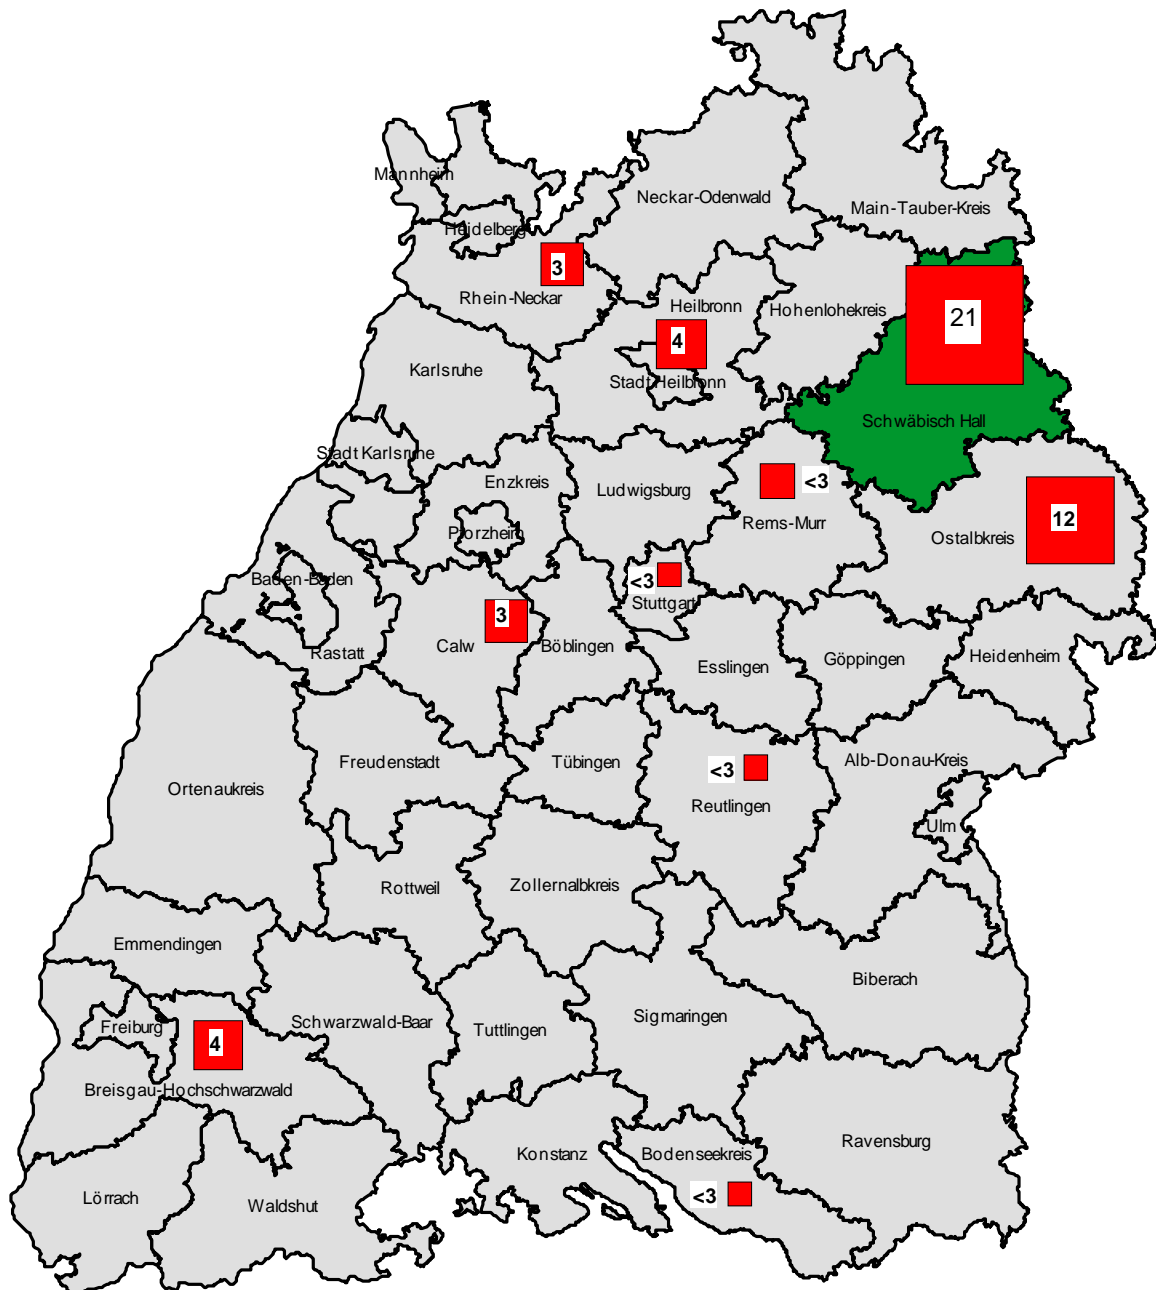 Mannheim
Neckar-Odenwald
Main-Tauber-Kreis
Heidelberg
3
Rhein-Neckar
Heilbronn
Hohenlohekreis
21
4
Karlsruhe
Stadt Heilbronn
Schwäbisch Hall
Stadt Karlsruhe
Enzkreis
Ludwigsburg
<3
Rems-Murr
12
Ostalbkreis
Pforzheim
Baden-Baden
<3
Stuttgart
3
Rastatt
Calw
Böblingen
Esslingen
Göppingen
Heidenheim
Freudenstadt
Tübingen
<3
Alb-Donau-Kreis
Ortenaukreis
Reutlingen
Ulm
Rottweil
Zollernalbkreis
Emmendingen
Biberach
Freiburg
4
Schwarzwald-Baar
Tuttlingen
Sigmaringen
Breisgau-Hochschwarzwald
Konstanz
Bodenseekreis
Ravensburg
Lörrach
Waldshut
<3